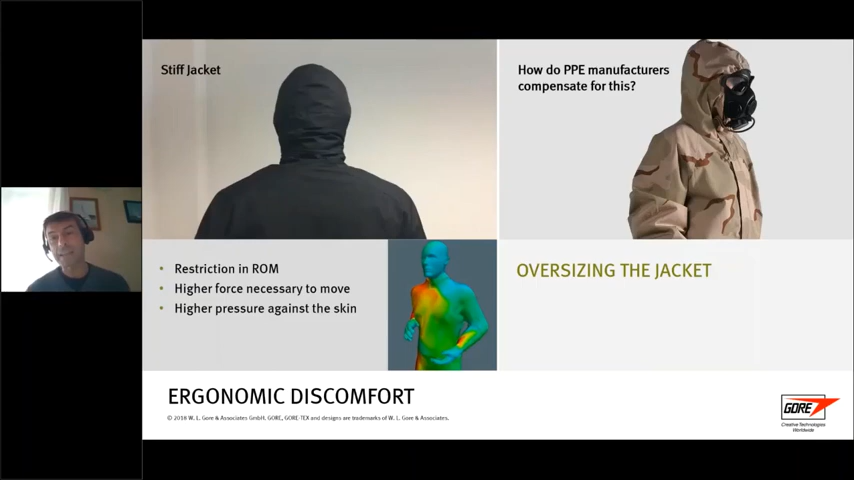 Stiff Jacket
How do PPE manufacturers
compensate for this?
• Restriction in ROM
• Higher force necessary to move
• Higher pressure against the skin
OVERSIZING THE JACKET
ERGONOMIC DISCOMFORT
© 2018 W. L. Gore & Associates GmbH. GORE, GORE-TEX and designs are trademarks of W. L. Gore & Associates.
GORE
Creative Technologies
Worldwide